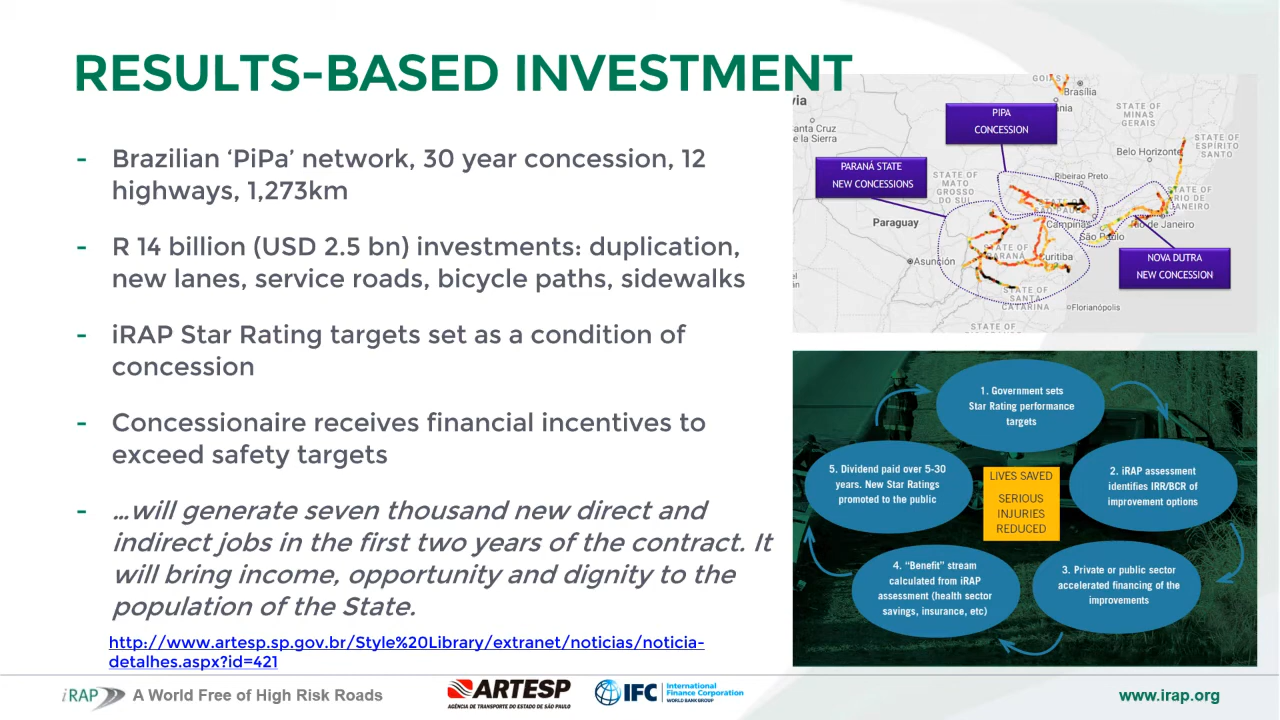 RESULTS-BASED INVESTMENT
- Brazilian ‘PiPa’ network, 30 year concession, 12
highways, 1,273km
- R 14 billion (USD 2.5 bn) investments: duplication,
new lanes, service roads, bicycle paths, sidewalks
- iRAP Star Rating targets set as a condition of
concession
- Concessionaire receives financial incentives to
exceed safety targets
- …will generate seven thousand new direct and
indirect jobs in the first two years of the contract. It
will bring income, opportunity and dignity to the
population of the State.
http://www.artesp.sp.gov.br/Style%20Library/extranet/noticias/noticia-
detalhes.aspx?id=421
GOIÁS
Brasília
ânia
via
Santa Cruz
de la Sierra
STATE OF
MINAS
GERAIS
STATE OF
ESPÍRITO
SANTO
Belo Horizonte
PIPA
CONCESSION
PARANÁ STATE
NEW CONCESSIONS
STATE OF
MATO
GROSSO
DO SUL
Ribeirao Preto
STATE OF
RIO DE
JANEIRO
STATE OF
SÃO PAULO
Paraguay
Campinas
Rio de Janeiro
São Paulo
Asunción
STATE OF
PARANÁ
Curitiba
NOVA DUTRA
NEW CONCESSION
STATE OF
SANTA
CATARINA
Florianópolis
STATE OF
1. Government sets
Star Rating performance
targets
2. iRAP assessment
identifies IRR/BCR of
improvement options
3. Private or public sector
accelerated financing of the
improvements
4. “Benefit” stream
calculated from iRAP
assessment (health sector
savings, insurance, etc)
5. Dividend paid over 5-30
years. New Star Ratings
promoted to the public
LIVES SAVED
SERIOUS
INJURIES
REDUCED
iRAP
A World Free of High Risk Roads
ARTESP
AGÊNCIA DE TRANSPORTE DO ESTADO DE SÃO PAULO
IFC
International
Finance Corporation
WORLD BANK GROUP
www.irap.org